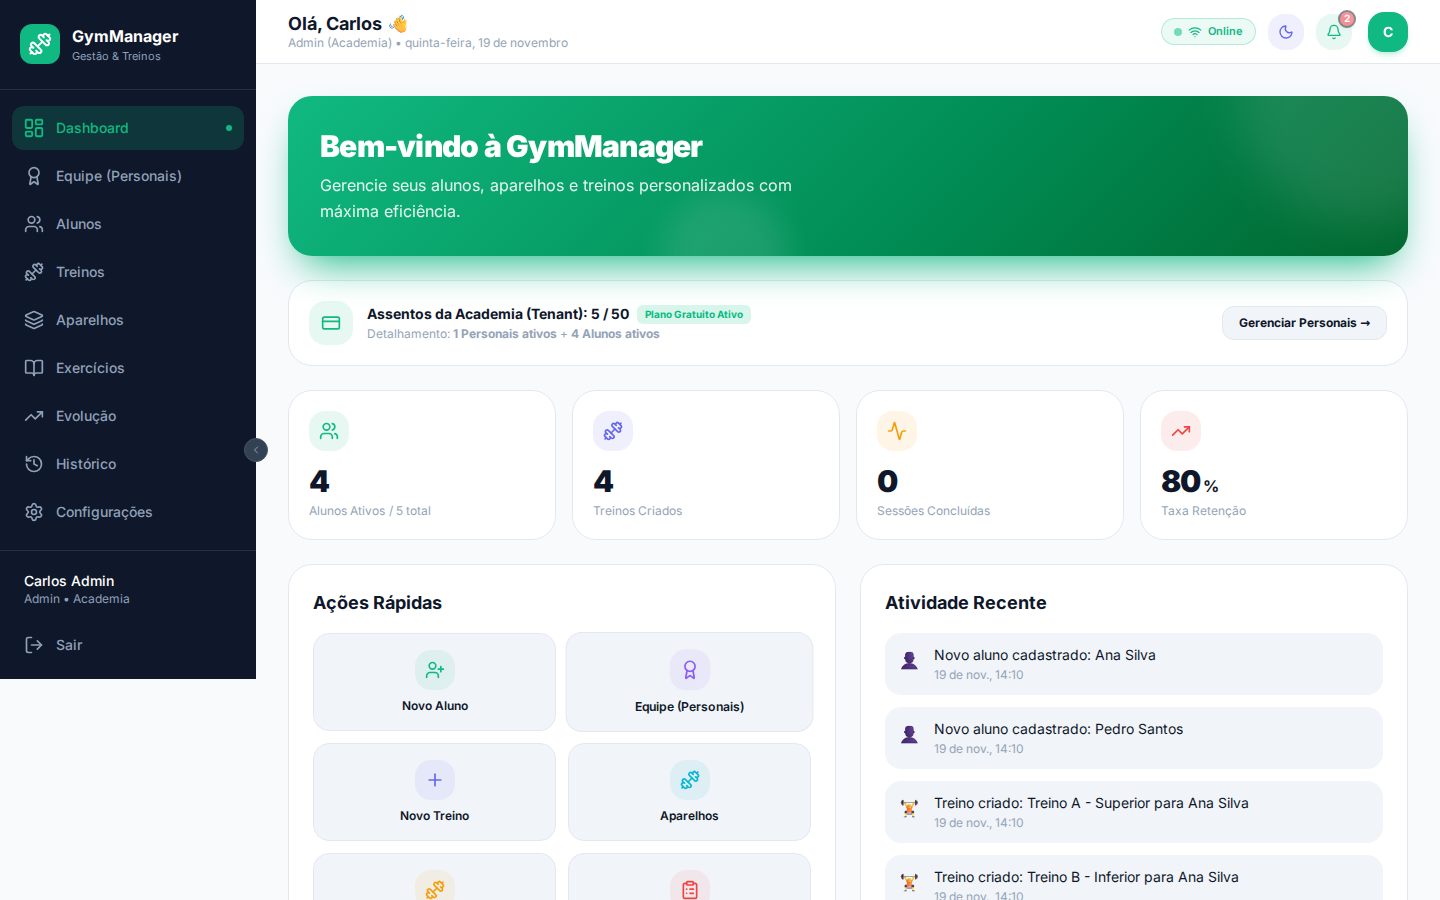 GymManager
Gestão & Treinos
Dashboard
Equipe (Personais)
Alunos
Treinos
Aparelhos
Exercícios
Evolução
Histórico
Configurações
Carlos Admin
Admin • Academia
Sair
Olá, Carlos 👋
Admin (Academia) • quinta-feira, 19 de novembro
Online
2
C
Bem-vindo à GymManager
Gerencie seus alunos, aparelhos e treinos personalizados com
máxima eficiência.
Assentos da Academia (Tenant): 5 / 50 Plano Gratuito Ativo
Detalhamento: 1 Personais ativos + 4 Alunos ativos
Gerenciar Personais →
4
Alunos Ativos / 5 total
4
Treinos Criados
0
Sessões Concluídas
80%
Taxa Retenção
Ações Rápidas
Novo Aluno
Equipe (Personais)
Novo Treino
Aparelhos
Atividade Recente
Novo aluno cadastrado: Ana Silva
19 de nov., 14:10
Novo aluno cadastrado: Pedro Santos
19 de nov., 14:10
Treino criado: Treino A - Superior para Ana Silva
19 de nov., 14:10
Treino criado: Treino B - Inferior para Ana Silva
19 de nov., 14:10